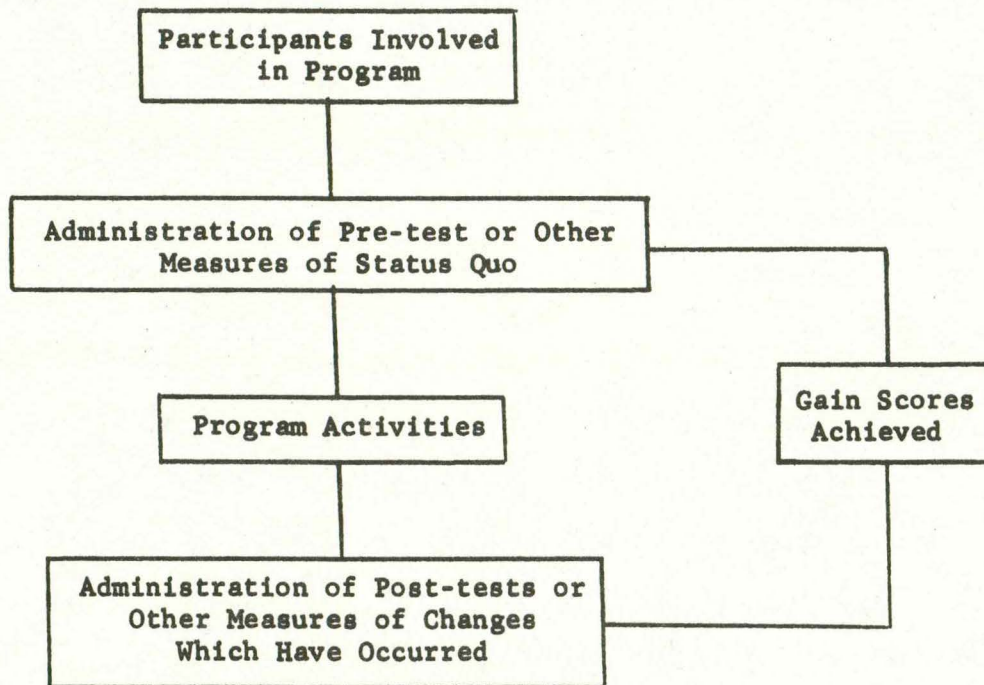 Participants Involved
in Program
Administration of Pre-test or Other
Measures of Status Quo
Program Activities
Gain Scores
Achieved
Administration of Post-tests or
Other Measures of Changes
Which Have Occurred